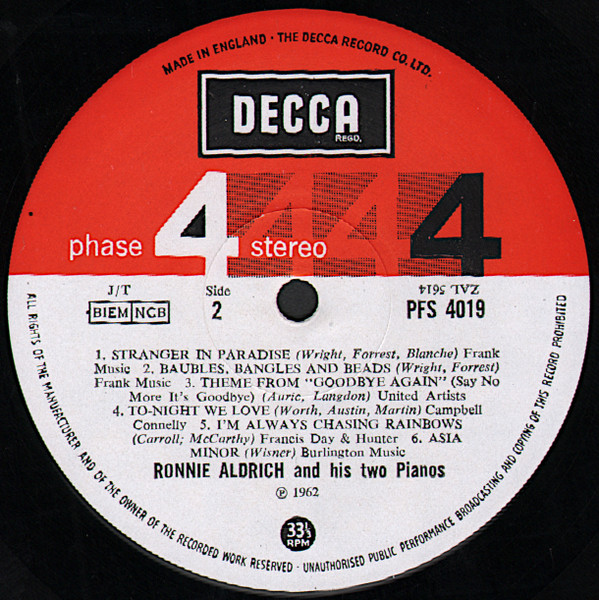 MADE IN ENGLAND · THE DECCA RECORD CO. LTD.
DECCA
REGD.
phase 4 stereo 4 4 4
J/T Side ZAL 5614
BIEM NCB 2 PFS 4019
1. STRANGER IN PARADISE (Wright, Forrest, Blanche) Frank
Music 2. BAUBLES, BANGLES AND BEADS (Wright, Forrest)
Frank Music 3. THEME FROM "GOODBYE AGAIN" (Say No
More It's Goodbye) (Auric, Langdon) United Artists
4. TO-NIGHT WE LOVE (Worth, Austin, Martin) Campbell
Connelly 5. I'M ALWAYS CHASING RAINBOWS
(Carroll; McCarthy) Francis Day & Hunter 6. ASIA
MINOR (Wisner) Burlington Music
RONNIE ALDRICH and his two Pianos
℗ 1962
33⅓
RPM
ALL RIGHTS OF THE MANUFACTURER AND OF THE OWNER OF THE RECORDED WORK RESERVED · UNAUTHORISED PUBLIC PERFORMANCE BROADCASTING AND COPYING OF THIS RECORD PROHIBITED